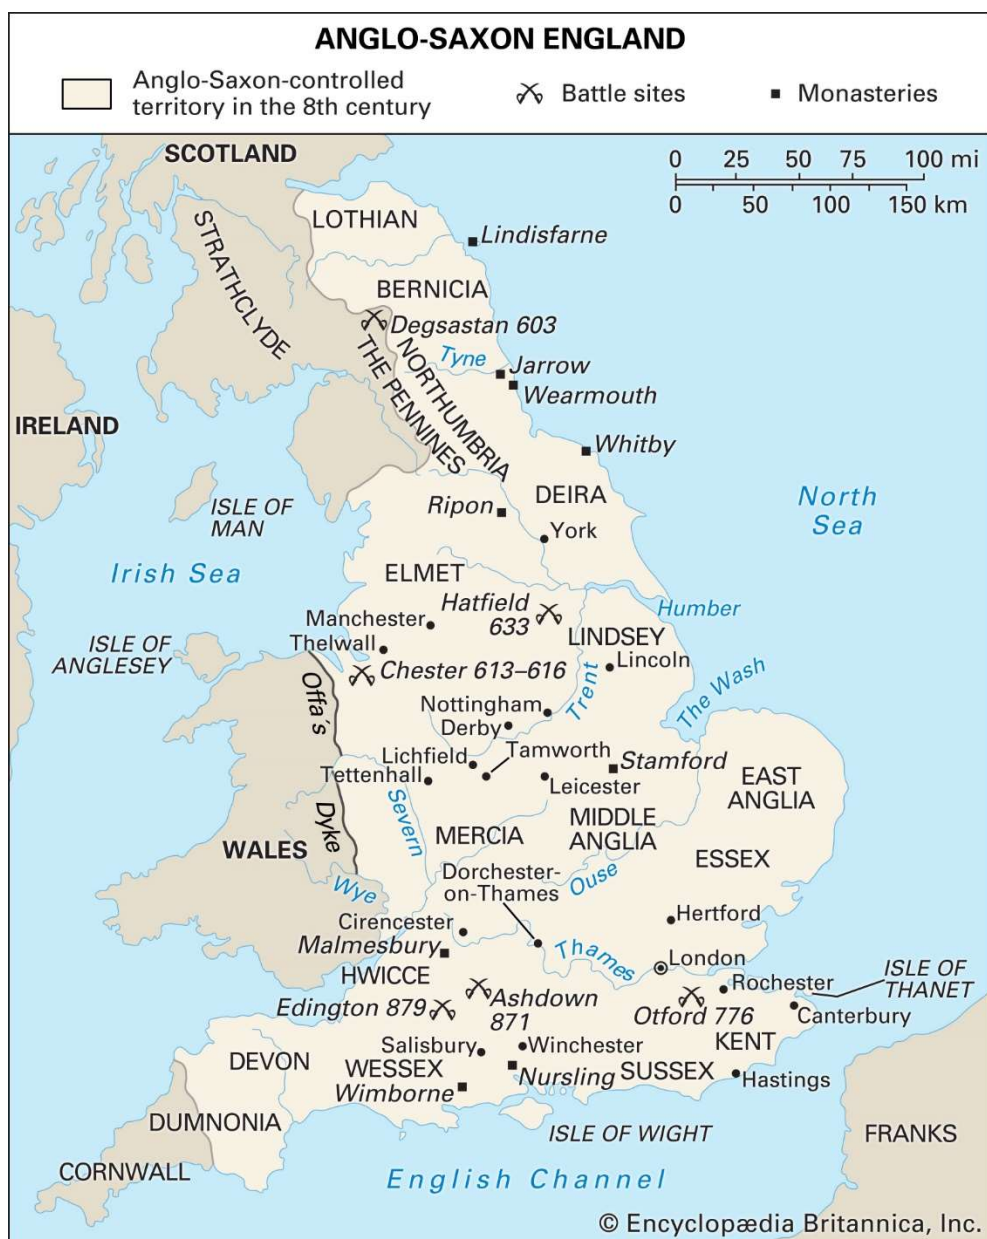 ANGLO-SAXON ENGLAND
Anglo-Saxon-controlled
territory in the 8th century
Battle sites
Monasteries
SCOTLAND
0 25 50 75 100 mi
0 50 100 150 km
LOTHIAN
Lindisfarne
STRATHCLYDE
BERNICIA
Degsastan 603
Tyne
Jarrow
Wearmouth
NORTHUMBRIA
THE PENNINES
IRELAND
Whitby
ISLE OF
MAN
Ripon
DEIRA
North
Sea
York
Irish Sea
ELMET
Hatfield
633
Humber
Manchester
Thelwall
LINDSEY
Lincoln
ISLE OF
ANGLESEY
Chester 613–616
Offa's
Dyke
Trent
The Wash
Nottingham
Derby
Lichfield
Tamworth
Tettenhall
Stamford
Leicester
EAST
ANGLIA
Severn
MERCIA
MIDDLE
ANGLIA
WALES
ESSEX
Wye
Dorchester-
on-Thames
Ouse
Cirencester
Hertford
Malmesbury
Thames
London
HWICCE
Rochester
ISLE OF
THANET
Edington 879
Ashdown
871
Otford 776
Canterbury
KENT
Salisbury
Winchester
DEVON
WESSEX
Nursling
SUSSEX
Hastings
Wimborne
DUMNONIA
ISLE OF WIGHT
FRANKS
CORNWALL
English Channel
© Encyclopædia Britannica, Inc.